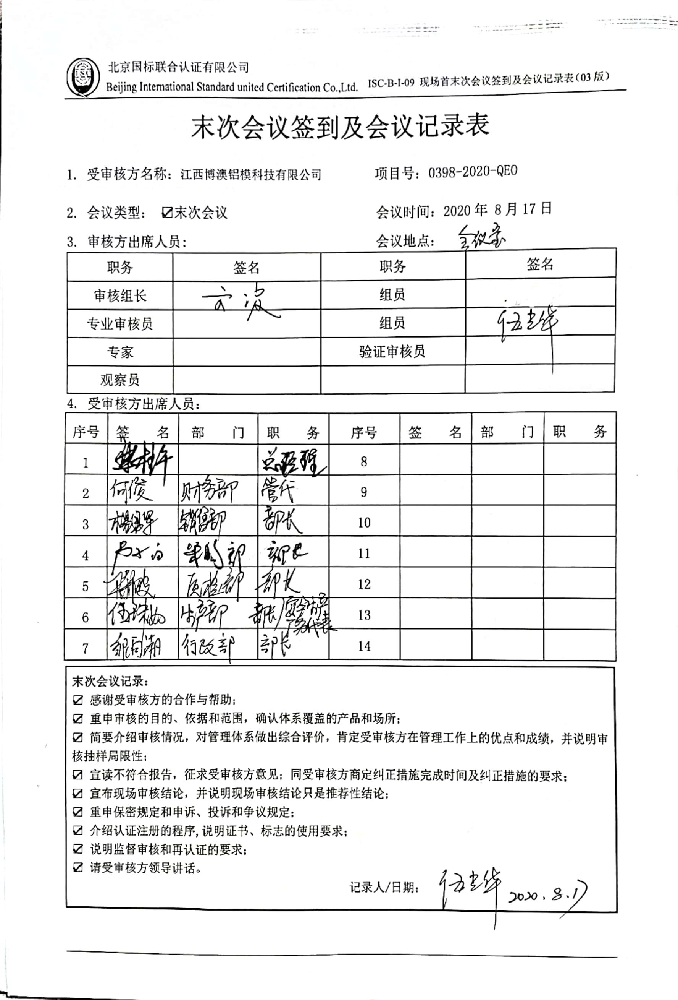 ISC
北京国标联合认证有限公司
Beijing International Standard united Certification Co.,Ltd. ISC-B-I-09 现场首末次会议签到及会议记录表(03 版)
末次会议签到及会议记录表
1. 受审核方名称：江西博澳铝模科技有限公司 项目号：0398-2020-QEO
2. 会议类型： ☑末次会议 会议时间：2020 年 8 月 17 日
3. 审核方出席人员： 会议地点： 会议室
职务 签名 职务 签名
审核组长 组员
专业审核员 组员
专家 验证审核员
观察员
4. 受审核方出席人员：
序号 签 名 部 门 职 务 序号 签 名 部 门 职 务
1 总经理 8
2 何俊 财务部 管代 9
3 销售部 部长 10
4 部长 11
5 质检部 部长 12
6 生产部 部长/ 13
7 行政部 部长 14
末次会议记录：
☑ 感谢受审核方的合作与帮助；
☑ 重申审核的目的、依据和范围，确认体系覆盖的产品和场所；
☑ 简要介绍审核情况，对管理体系做出综合评价，肯定受审核方在管理工作上的优点和成绩，并说明审
核抽样局限性；
☑ 宣读不符合报告，征求受审核方意见；同受审核方商定纠正措施完成时间及纠正措施的要求；
☑ 宣布现场审核结论，并说明现场审核结论只是推荐性结论；
☑ 重申保密规定和申诉、投诉和争议规定；
☑ 介绍认证注册的程序,说明证书、标志的使用要求；
☑ 说明监督审核和再认证的要求；
☑ 请受审核方领导讲话。
记录人/日期： 2020.8.17